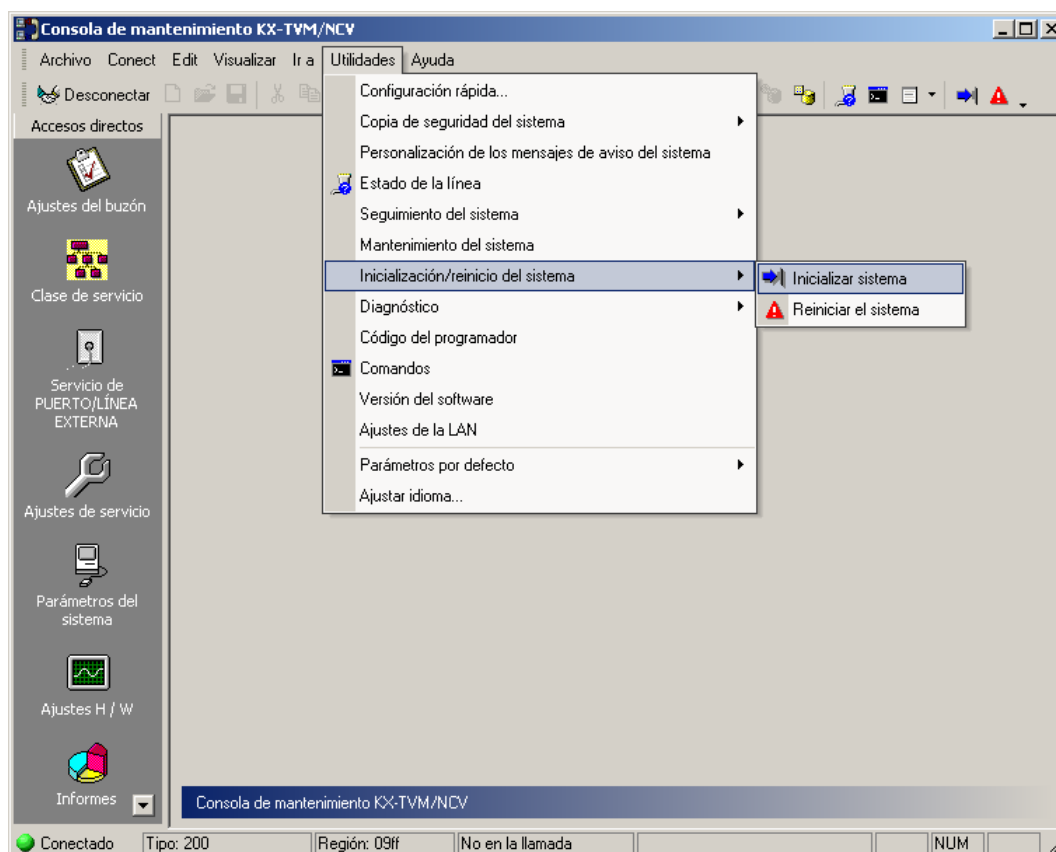 Consola de mantenimiento KX-TVM/NCV
Archivo Conect Edit Visualizar Ir a Utilidades Ayuda
Desconectar
Accesos directos
Ajustes del buzón
Clase de servicio
Servicio de
PUERTO/LÍNEA
EXTERNA
Ajustes de servicio
Parámetros del
sistema
Ajustes H / W
Informes
Configuración rápida...
Copia de seguridad del sistema
Personalización de los mensajes de aviso del sistema
Estado de la línea
Seguimiento del sistema
Mantenimiento del sistema
Inicialización/reinicio del sistema
Diagnóstico
Código del programador
Comandos
Versión del software
Ajustes de la LAN
Parámetros por defecto
Ajustar idioma...
Inicializar sistema
Reiniciar el sistema
Consola de mantenimiento KX-TVM/NCV
Conectado Tipo: 200 Región: 09ff No en la llamada NUM